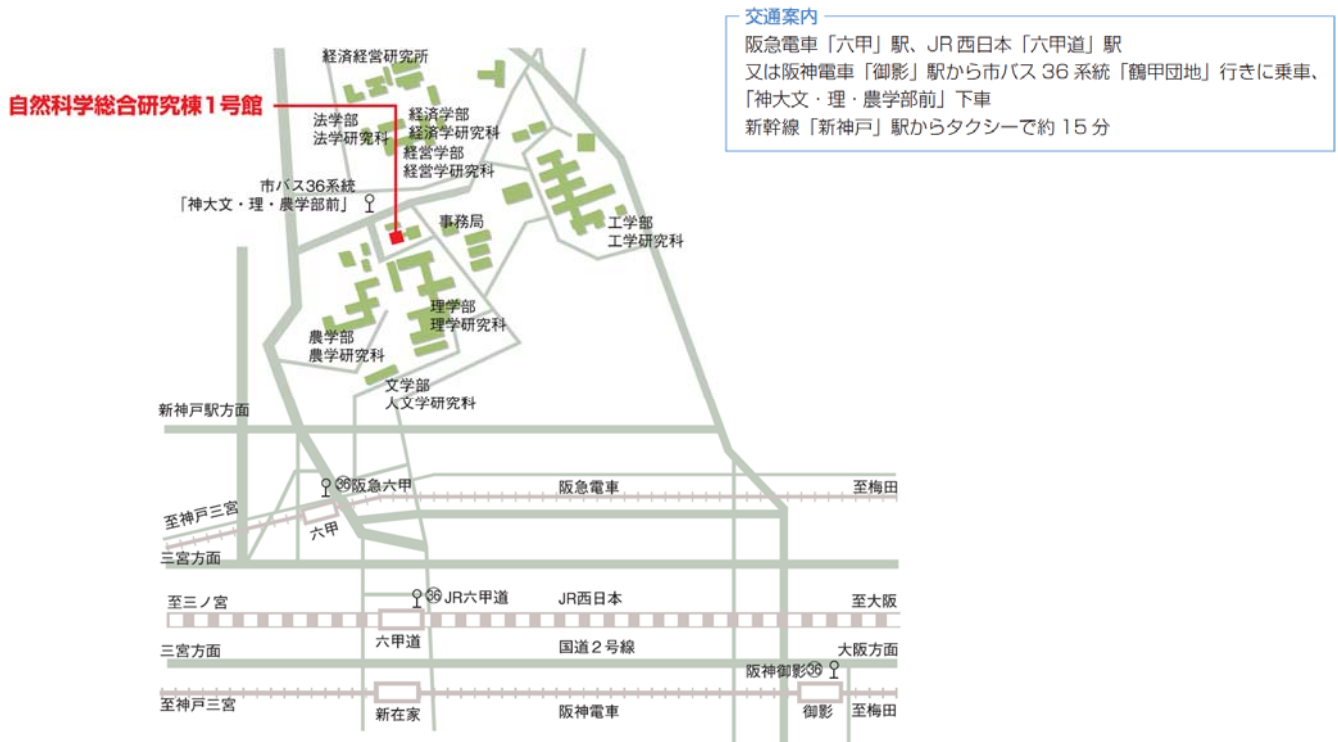 交通案内
阪急電車「六甲」駅、JR 西日本「六甲道」駅
又は阪神電車「御影」駅から市バス 36 系統「鶴甲団地」行きに乗車、
「神大文・理・農学部前」下車
新幹線「新神戸」駅からタクシーで約 15 分
経済経営研究所
自然科学総合研究棟1号館
法学部
法学研究科
経済学部
経済学研究科
経営学部
経営学研究科
市バス36系統
「神大文・理・農学部前」
事務局
工学部
工学研究科
理学部
理学研究科
農学部
農学研究科
文学部
人文学研究科
新神戸駅方面
㊱阪急六甲
阪急電車
至梅田
至神戸三宮
六甲
三宮方面
至三ノ宮
㊱JR六甲道
JR西日本
至大阪
六甲道
三宮方面
国道2号線
大阪方面
阪神御影㊱
至神戸三宮
新在家
阪神電車
御影
至梅田